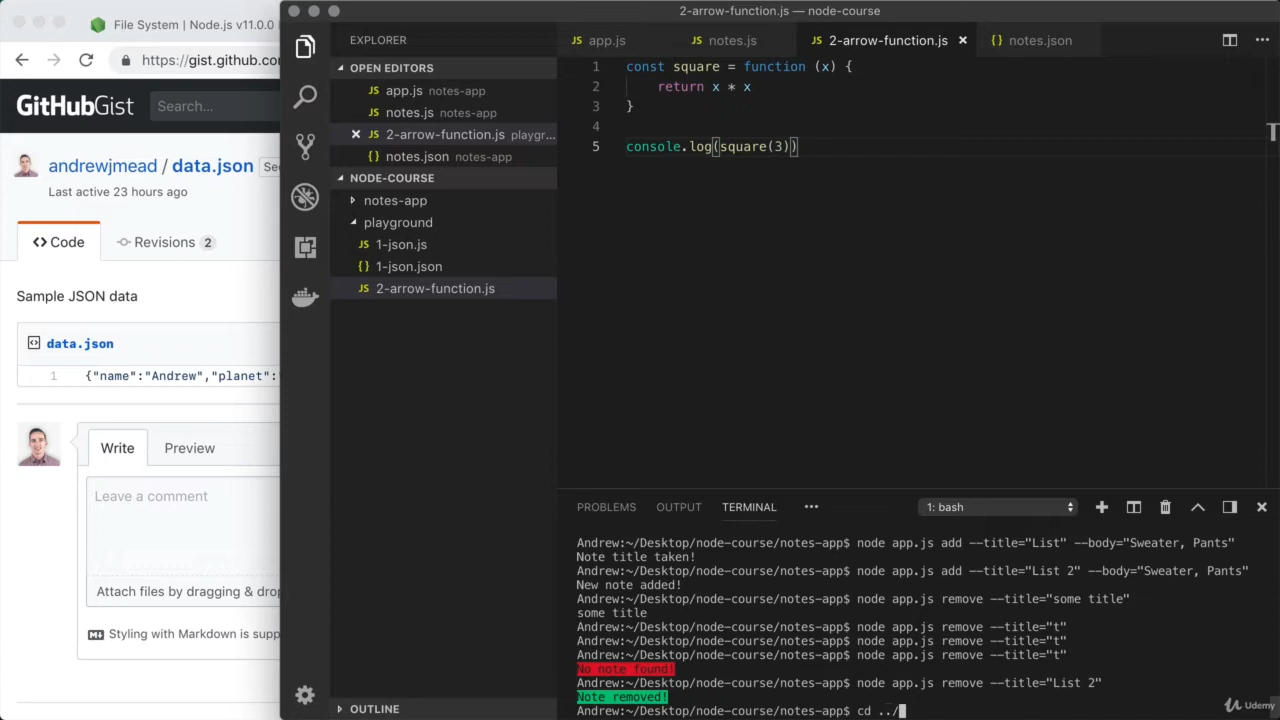 File System | Node.js v11.0.0
https://gist.github.com
GitHubGist
Search...
andrewjmead / data.json
Last active 23 hours ago
<> Code
Revisions 2
Sample JSON data
data.json
1 {"name":"Andrew","planet":
Write
Preview
Leave a comment
Attach files by dragging & drop
Styling with Markdown is supp
2-arrow-function.js — node-course
EXPLORER
OPEN EDITORS
JS app.js notes-app
JS notes.js notes-app
JS 2-arrow-function.js playgr...
{} notes.json notes-app
NODE-COURSE
notes-app
playground
JS 1-json.js
{} 1-json.json
JS 2-arrow-function.js
OUTLINE
JS app.js
JS notes.js
JS 2-arrow-function.js
{} notes.json
1 const square = function (x) {
2 return x * x
3 }
4
5 console.log(square(3))
PROBLEMS OUTPUT TERMINAL ••• 1: bash
Andrew:~/Desktop/node-course/notes-app$ node app.js add --title="List" --body="Sweater, Pants"
Note title taken!
Andrew:~/Desktop/node-course/notes-app$ node app.js add --title="List 2" --body="Sweater, Pants"
New note added!
Andrew:~/Desktop/node-course/notes-app$ node app.js remove --title="some title"
some title
Andrew:~/Desktop/node-course/notes-app$ node app.js remove --title="t"
Andrew:~/Desktop/node-course/notes-app$ node app.js remove --title="t"
Andrew:~/Desktop/node-course/notes-app$ node app.js remove --title="t"
No note found!
Andrew:~/Desktop/node-course/notes-app$ node app.js remove --title="List 2"
Note removed!
Andrew:~/Desktop/node-course/notes-app$ cd ../
Udemy